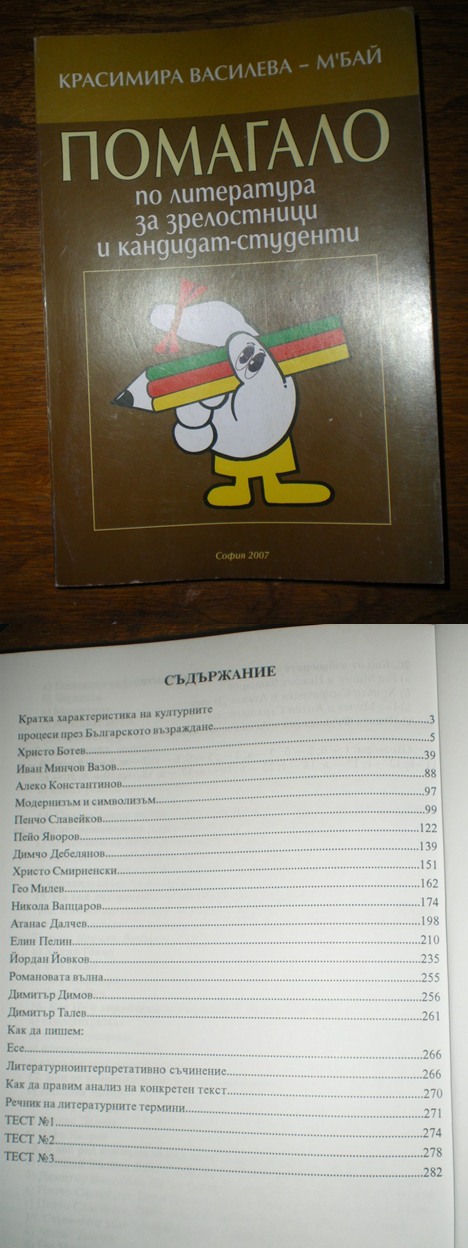 КРАСИМИРА ВАСИЛЕВА – М'БАЙ
ПОМАГАЛО
по литература
за зрелостници
и кандидат-студенти
София 2007
СЪДЪРЖАНИЕ
Кратка характеристика на културните
процеси през Българското възраждане.....3
Христо Ботев.....5
Иван Минчов Вазов.....39
Алеко Константинов.....88
Модернизъм и символизъм.....97
Пенчо Славейков.....99
Пейо Яворов.....122
Димчо Дебелянов.....139
Христо Смирненски.....151
Гео Милев.....162
Никола Вапцаров.....174
Атанас Далчев.....198
Елин Пелин.....210
Йордан Йовков.....235
Романовата вълна.....255
Димитър Димов.....256
Димитър Талев.....261
Как да пишем:
Есе.....266
Литературноинтерпретативно съчинение.....266
Как да правим анализ на конкретен текст.....270
Речник на литературните термини.....271
ТЕСТ №1.....274
ТЕСТ №2.....278
ТЕСТ №3.....282